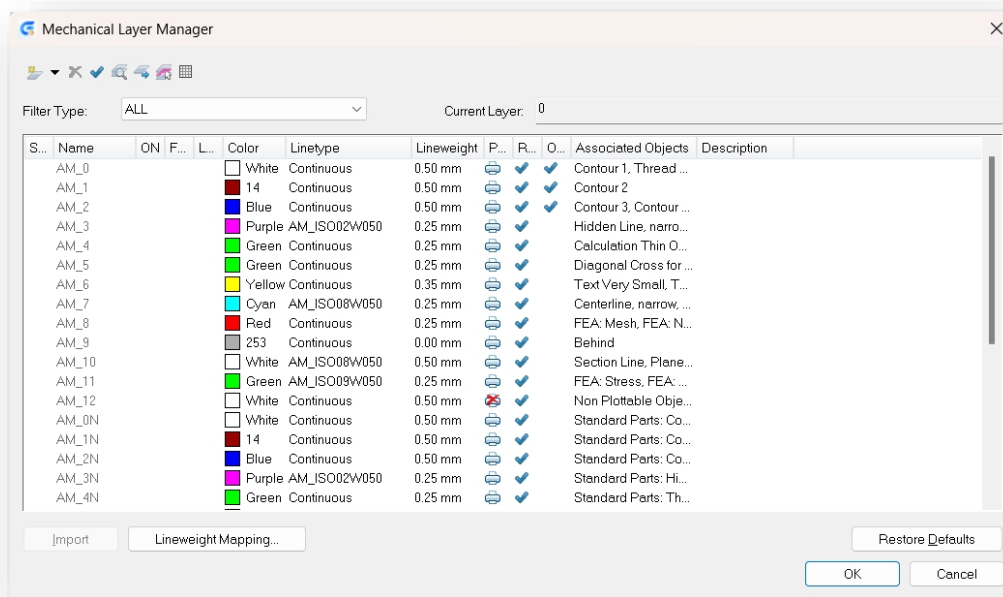 Mechanical Layer Manager
Filter Type: ALL Current Layer: 0
S... Name ON F... L... Color Linetype Lineweight P... R... O... Associated Objects Description
AM_0 White Continuous 0.50 mm Contour 1, Thread ...
AM_1 14 Continuous 0.50 mm Contour 2
AM_2 Blue Continuous 0.50 mm Contour 3, Contour ...
AM_3 Purple AM_ISO02W050 0.25 mm Hidden Line, narro...
AM_4 Green Continuous 0.25 mm Calculation Thin O...
AM_5 Green Continuous 0.25 mm Diagonal Cross for ...
AM_6 Yellow Continuous 0.35 mm Text Very Small, T...
AM_7 Cyan AM_ISO08W050 0.25 mm Centerline, narrow, ...
AM_8 Red Continuous 0.25 mm FEA: Mesh, FEA: N...
AM_9 253 Continuous 0.00 mm Behind
AM_10 White AM_ISO08W050 0.50 mm Section Line, Plane...
AM_11 Green AM_ISO09W050 0.25 mm FEA: Stress, FEA: ...
AM_12 White Continuous 0.50 mm Non Plottable Obje...
AM_0N White Continuous 0.50 mm Standard Parts: Co...
AM_1N 14 Continuous 0.50 mm Standard Parts: Co...
AM_2N Blue Continuous 0.50 mm Standard Parts: Co...
AM_3N Purple AM_ISO02W050 0.25 mm Standard Parts: Hi...
AM_4N Green Continuous 0.25 mm Standard Parts: Th...
Import Lineweight Mapping... Restore Defaults
OK Cancel